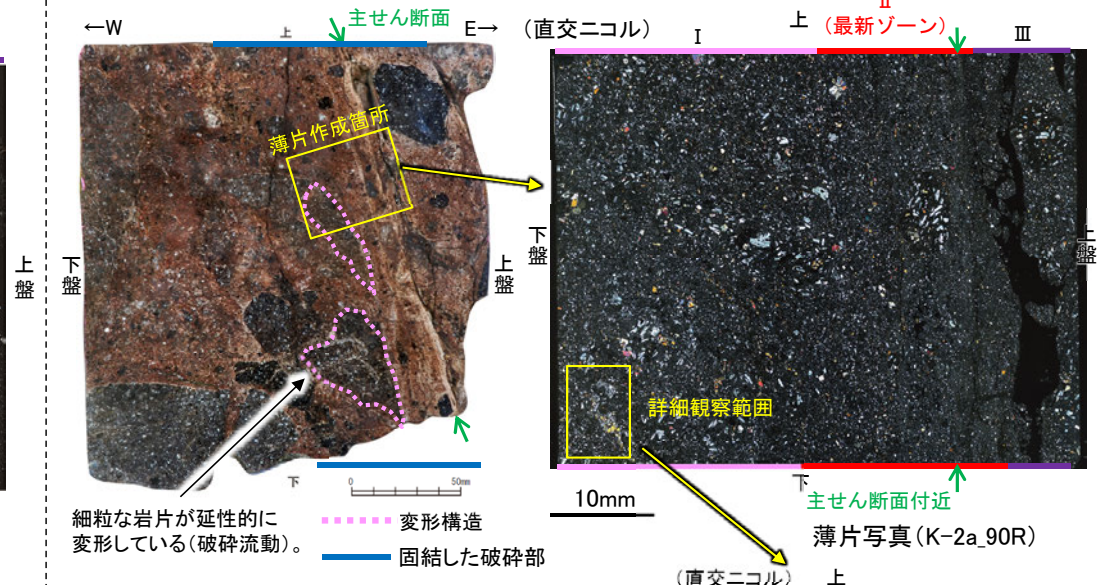 上
盤
←W
上
主せん断面
E→
下
盤
薄片作成箇所
上
盤
下
0
50mm
細粒な岩片が延性的に
変形している(破砕流動)。
変形構造
固結した破砕部
(直交ニコル)
上
Ⅰ
Ⅱ
(最新ゾーン)
Ⅲ
下
盤
上
盤
詳細観察範囲
下
10mm
主せん断面付近
薄片写真(K-2a_90R)
(直交ニコル)
上